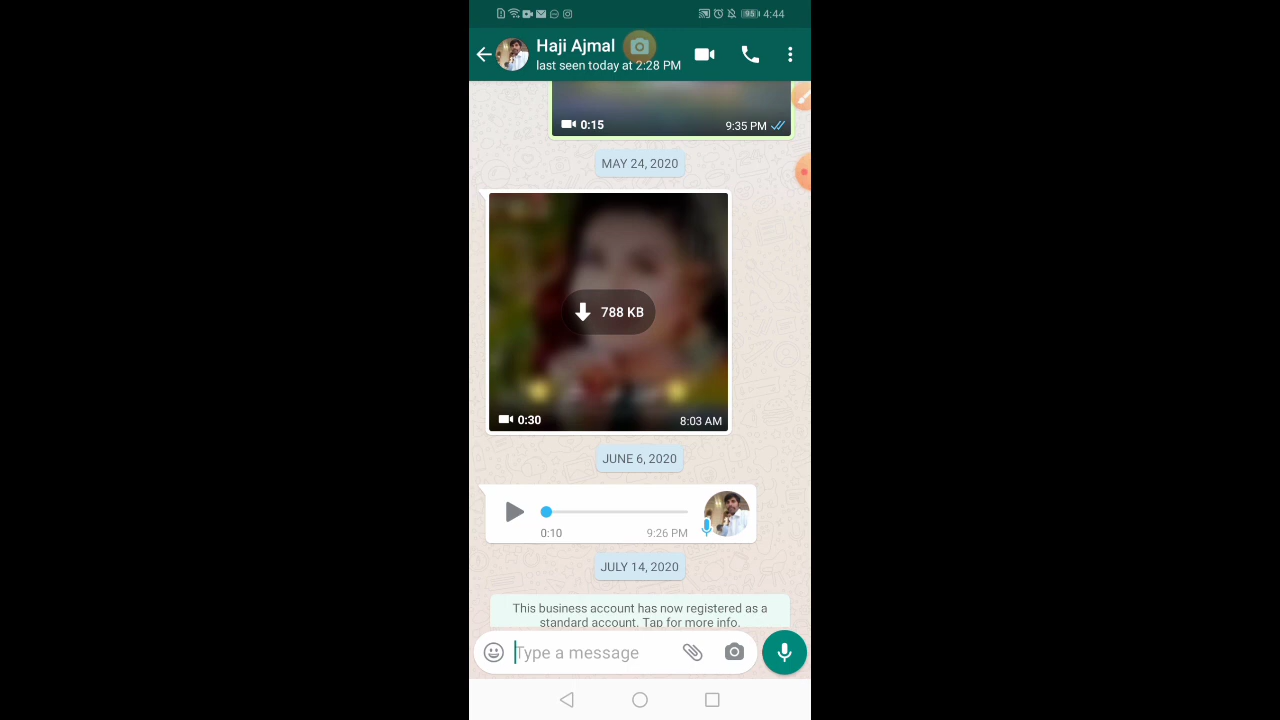 95 4:44
Haji Ajmal
last seen today at 2:28 PM
0:15 9:35 PM
MAY 24, 2020
788 KB
0:30 8:03 AM
JUNE 6, 2020
0:10 9:26 PM
JULY 14, 2020
This business account has now registered as a
standard account. Tap for more info.
Type a message